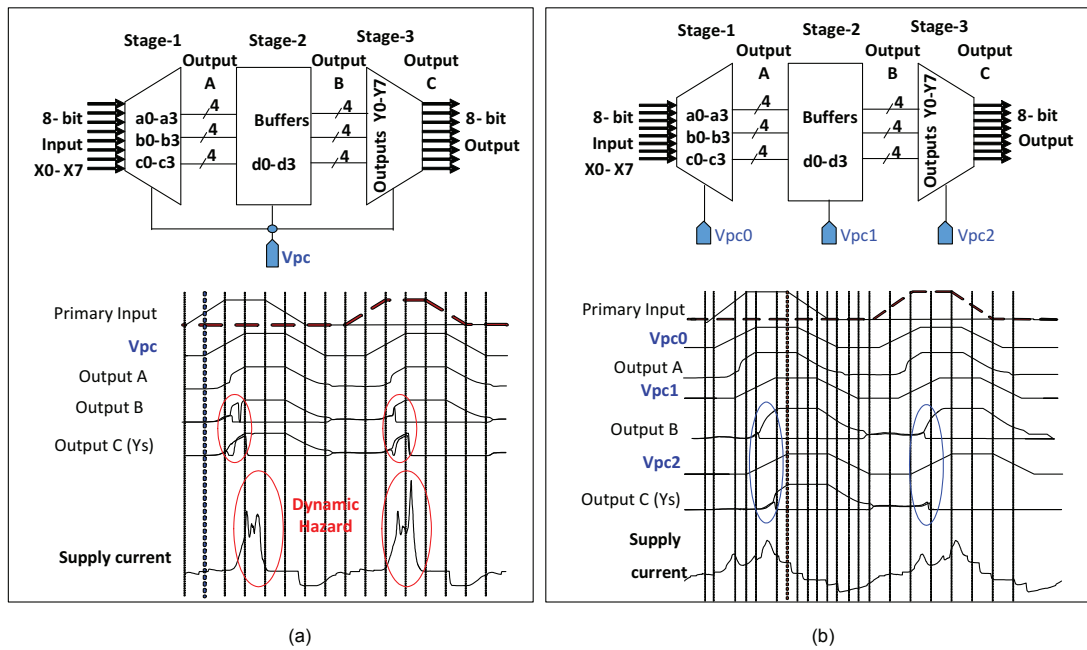 Stage-1 Stage-2 Stage-3
Output A
Output B
Output C
8- bit
Input
X0- X7
a0-a3
b0-b3
c0-c3
4
4
4
Buffers
d0-d3
4
4
4
Outputs Y0-Y7
8- bit
Output
Vpc
Primary Input
Vpc
Output A
Output B
Output C (Ys)
Dynamic
Hazard
Supply current
(a)
Stage-1 Stage-2 Stage-3
Output A
Output B
Output C
8- bit
Input
X0- X7
a0-a3
b0-b3
c0-c3
4
4
4
Buffers
d0-d3
4
4
4
Outputs Y0-Y7
8- bit
Output
Vpc0
Vpc1
Vpc2
Primary Input
Vpc0
Output A
Vpc1
Output B
Vpc2
Output C (Ys)
Supply
current
(b)